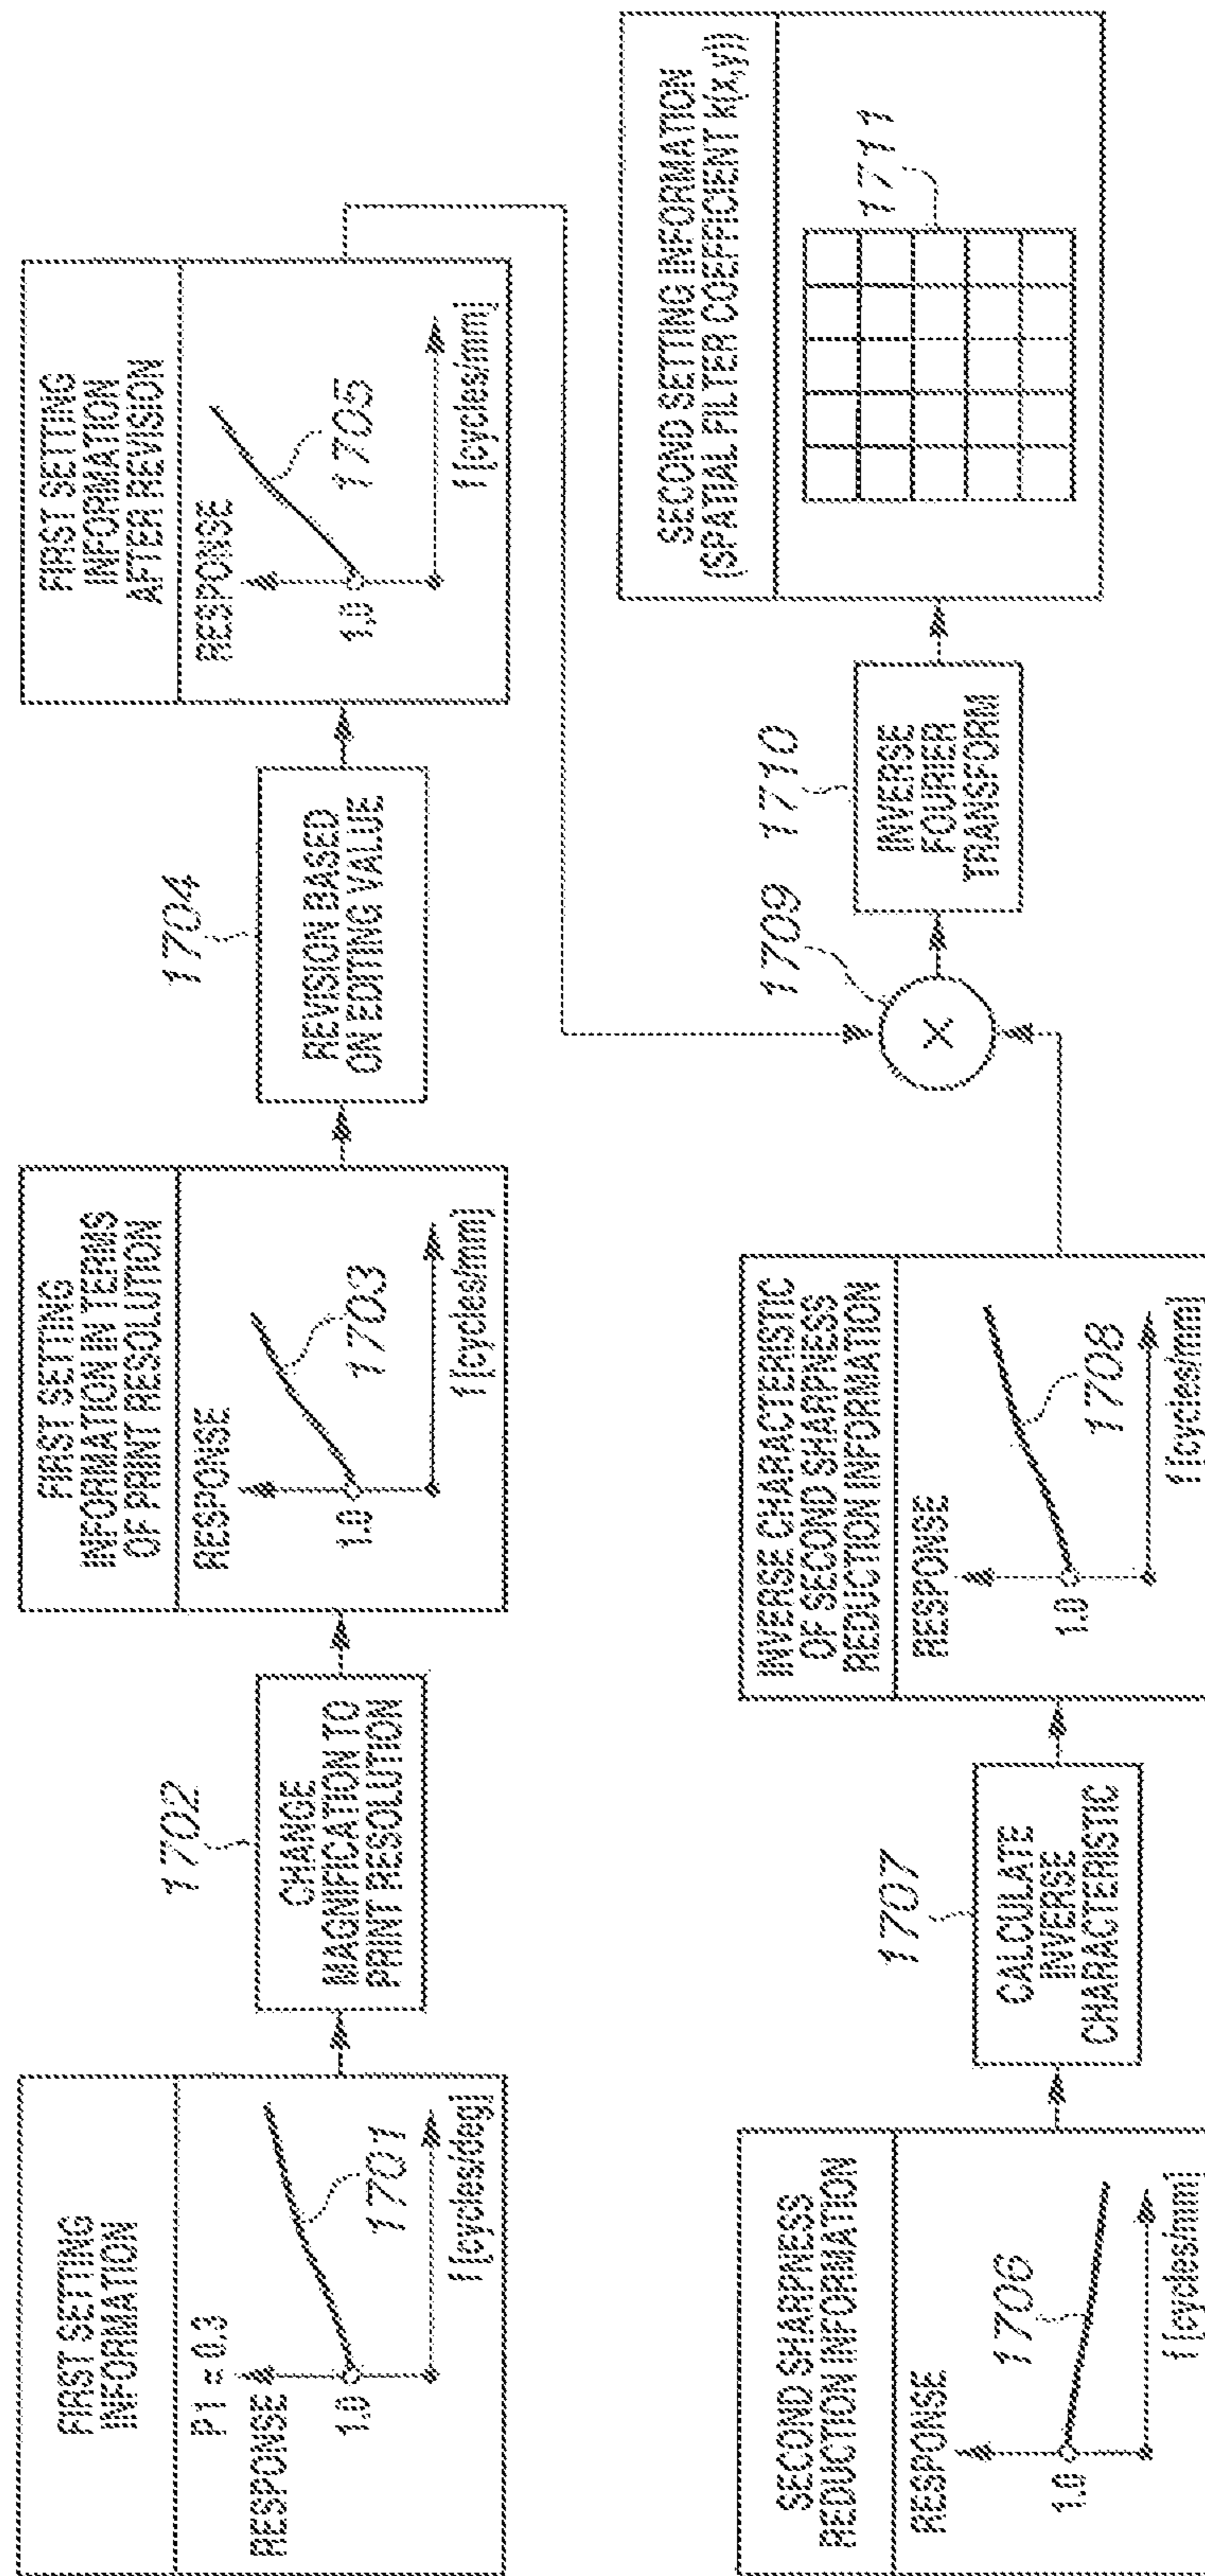 FIRST SETTING
INFORMATION
P1 = 0.3
RESPONSE
1.0
1701
f [cycles/deg]
1702
CHANGE
MAGNIFICATION TO
PRINT RESOLUTION
FIRST SETTING
INFORMATION IN TERMS
OF PRINT RESOLUTION
RESPONSE
1.0
1703
f [cycles/mm]
1704
REVISION BASED
ON EDITING VALUE
FIRST SETTING
INFORMATION
AFTER REVISION
RESPONSE
1.0
1705
f [cycles/mm]
SECOND SHARPNESS
REDUCTION INFORMATION
RESPONSE
1.0
1706
f [cycles/mm]
1707
CALCULATE
INVERSE
CHARACTERISTIC
INVERSE CHARACTERISTIC
OF SECOND SHARPNESS
REDUCTION INFORMATION
RESPONSE
1.0
1708
f [cycles/mm]
1709
×
1710
INVERSE
FOURIER
TRANSFORM
SECOND SETTING INFORMATION
(SPATIAL FILTER COEFFICIENT k(x,y))
1711